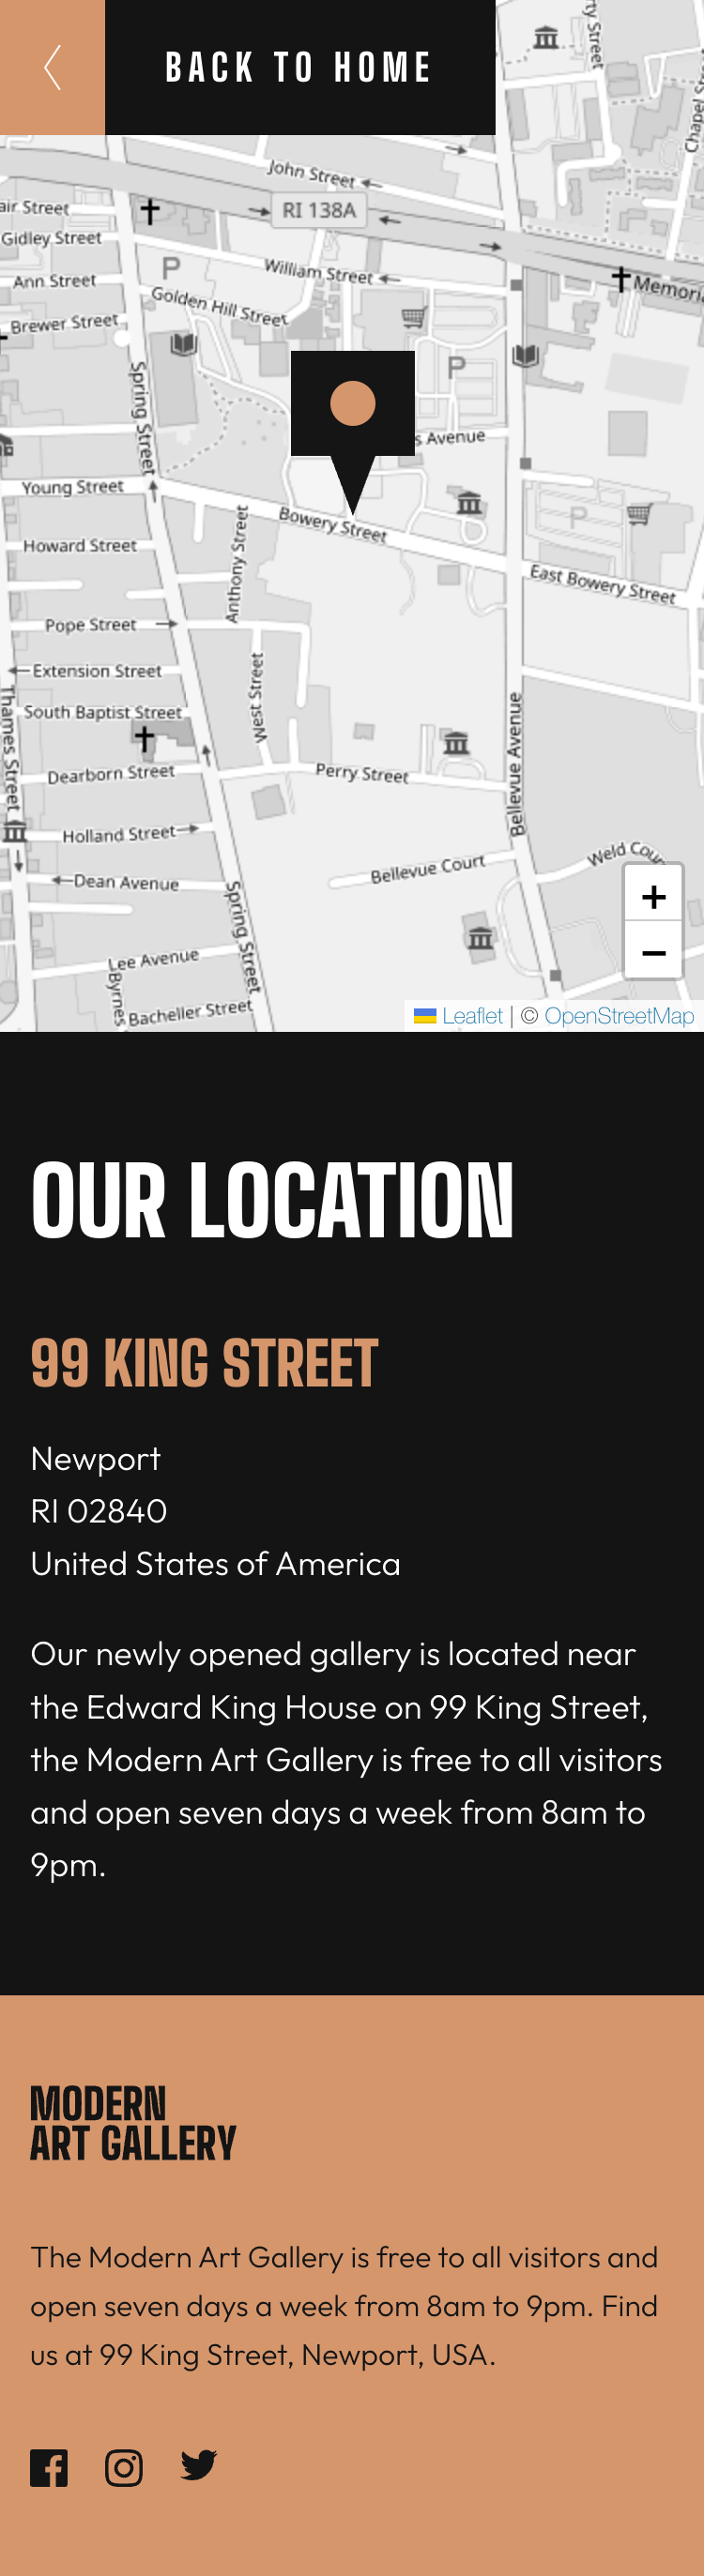 BACK TO HOME
John Street
RI 138A
air Street
Gidley Street
Ann Street
Brewer Street
P
William Street
Golden Hill Street
rty Street
Chapel
Memori
Spring Street
P
s Avenue
Young Street
Bowery Street
P
Howard Street
Anthony Street
East Bowery Street
Pope Street
Extension Street
South Baptist Street
Thames Street
West Street
Dearborn Street
Perry Street
Bellevue Avenue
Holland Street
Dean Avenue
Bellevue Court
Weld Cour
Spring Street
Lee Avenue
Byrnes
Bacheller Street
+
−
Leaflet | © OpenStreetMap
OUR LOCATION
99 KING STREET
Newport
RI 02840
United States of America
Our newly opened gallery is located near
the Edward King House on 99 King Street,
the Modern Art Gallery is free to all visitors
and open seven days a week from 8am to
9pm.
MODERN
ART GALLERY
The Modern Art Gallery is free to all visitors and
open seven days a week from 8am to 9pm. Find
us at 99 King Street, Newport, USA.